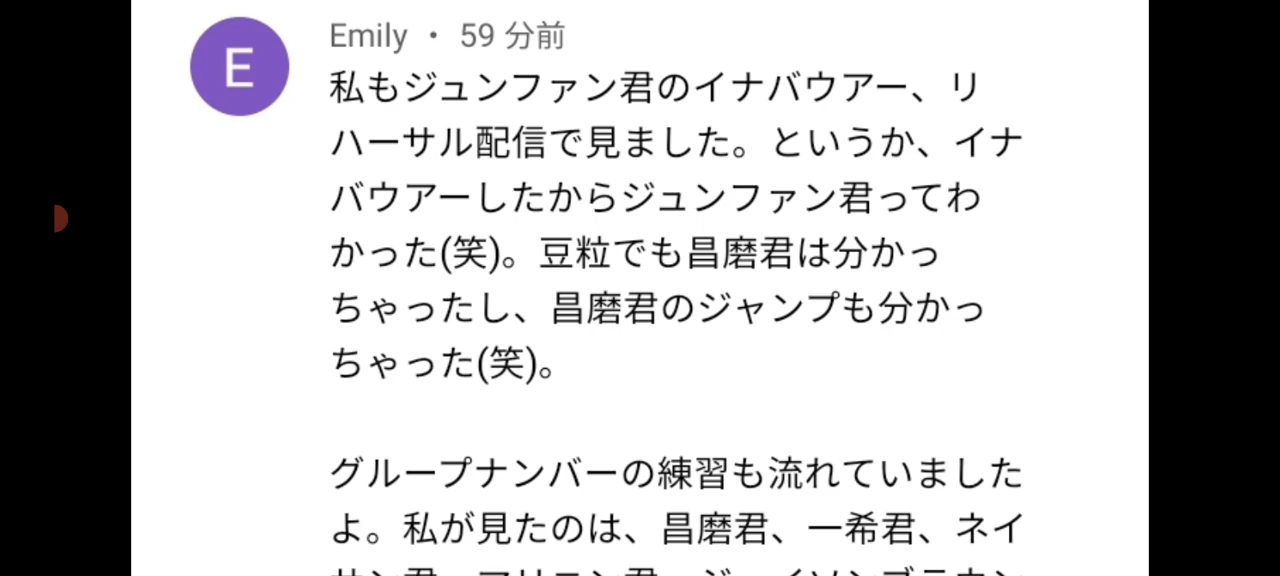 E
Emily ・ 59 分前
私もジュンファン君のイナバウアー、リ
ハーサル配信で見ました。というか、イナ
バウアーしたからジュンファン君ってわ
かった(笑)。豆粒でも昌磨君は分かっ
ちゃったし、昌磨君のジャンプも分かっ
ちゃった(笑)。
グループナンバーの練習も流れていました
よ。私が見たのは、昌磨君、一希君、ネイ